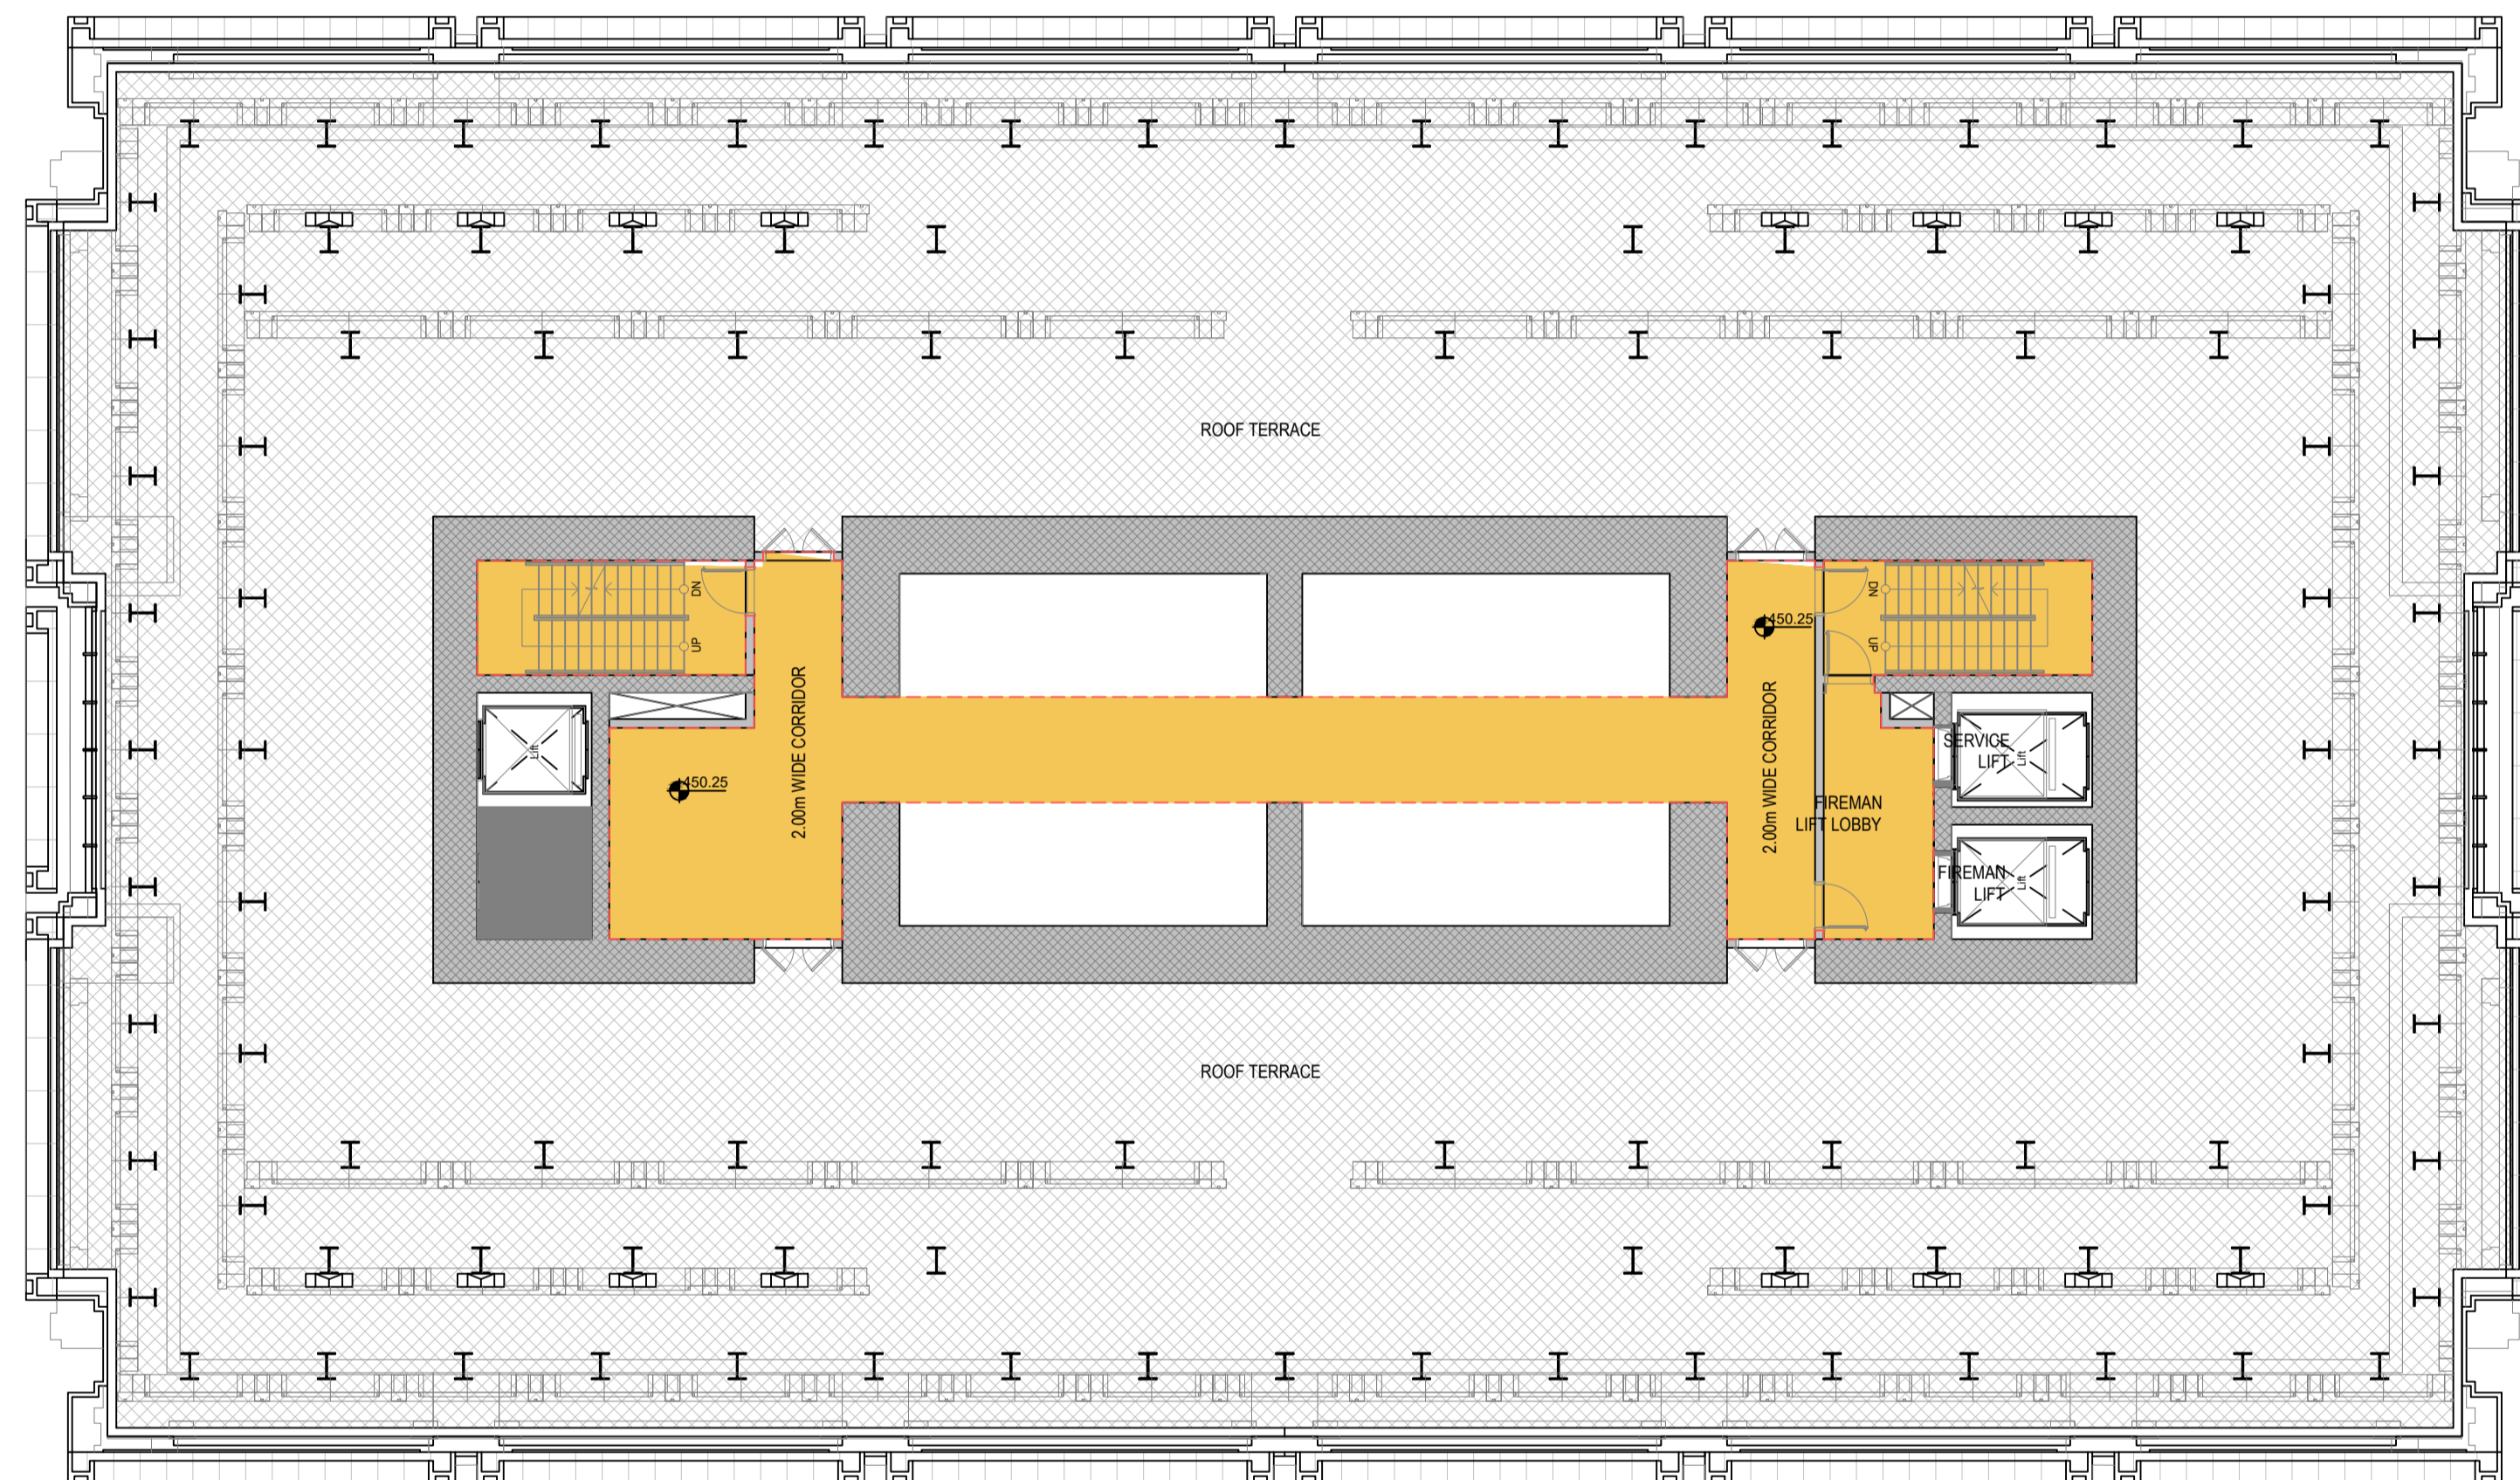 ROOF TERRACE
DN
UP
2.00m WIDE CORRIDOR
450.25
Lift
450.25
DN
UP
2.00m WIDE CORRIDOR
SERVICE
LIFT
Lift
FIREMAN
LIFT LOBBY
FIREMAN
LIFT
Lift
ROOF TERRACE